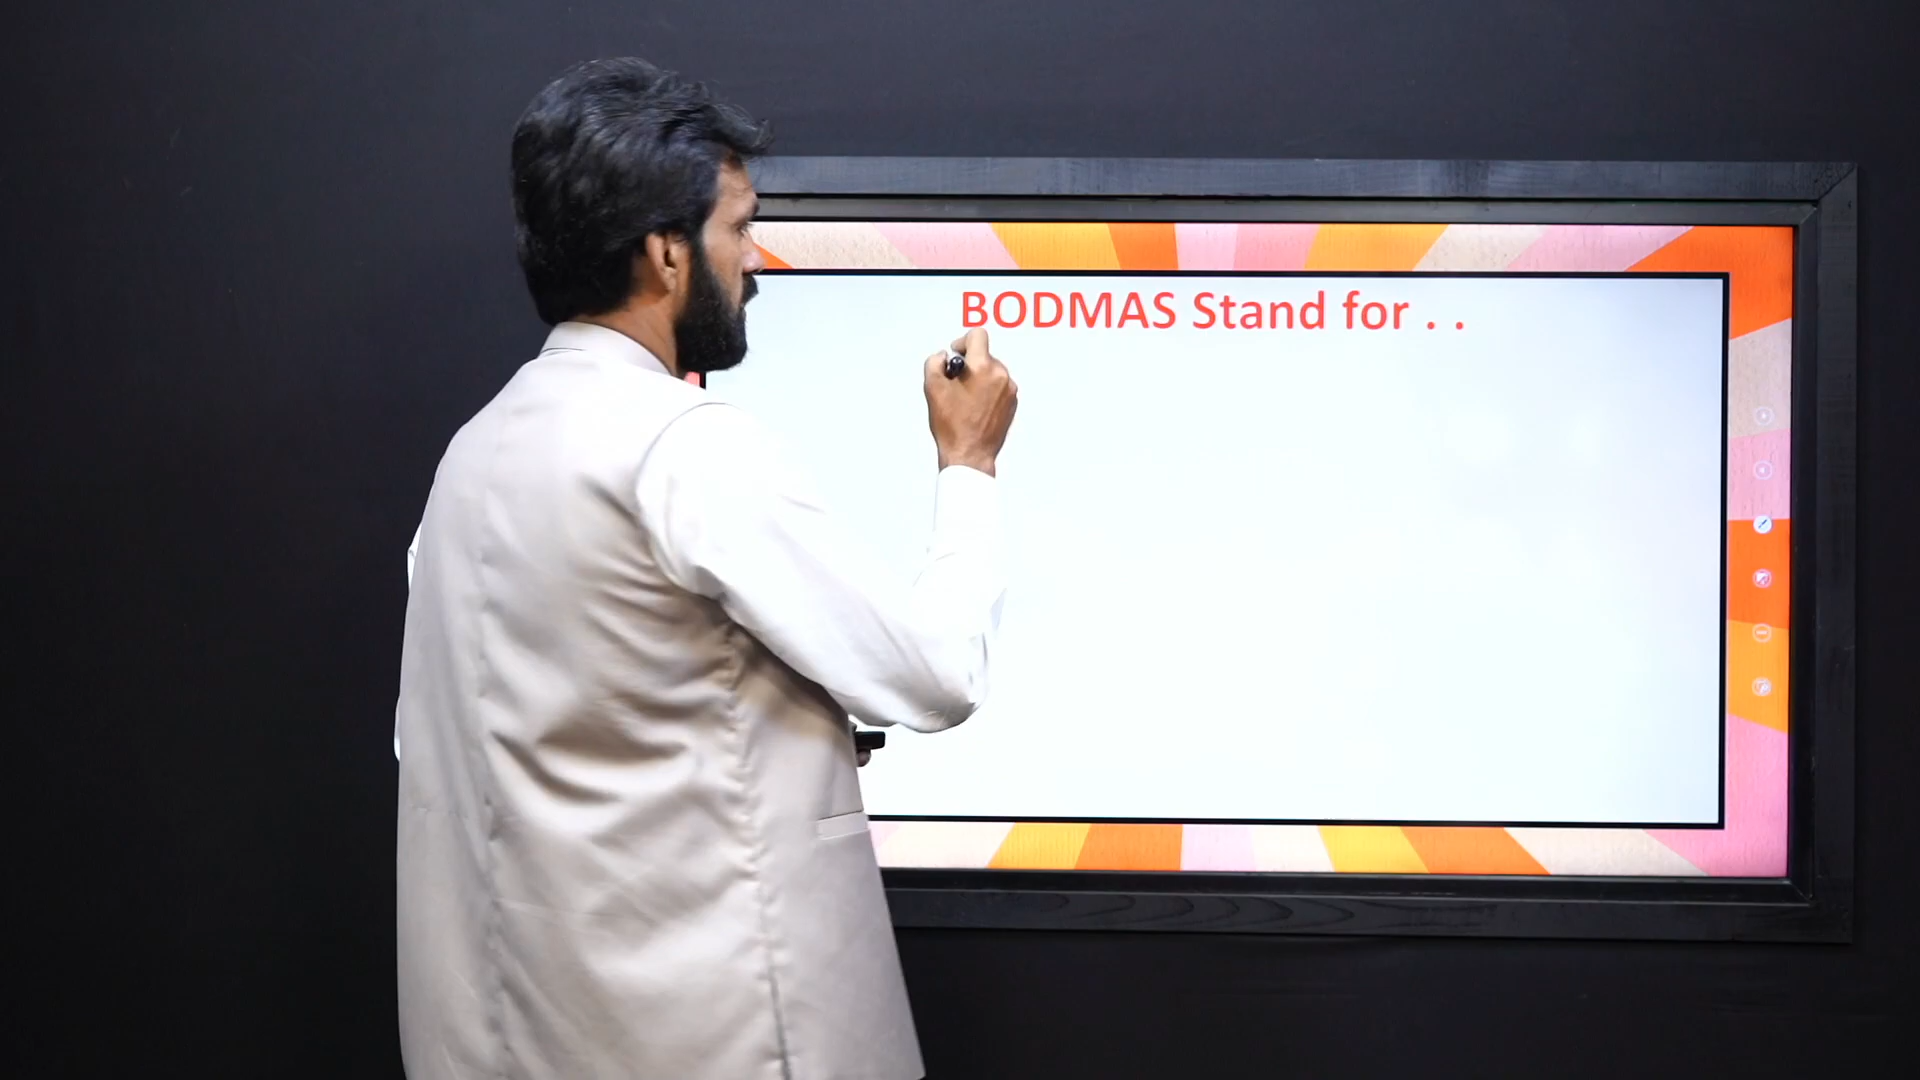 BODMAS Stand for . .